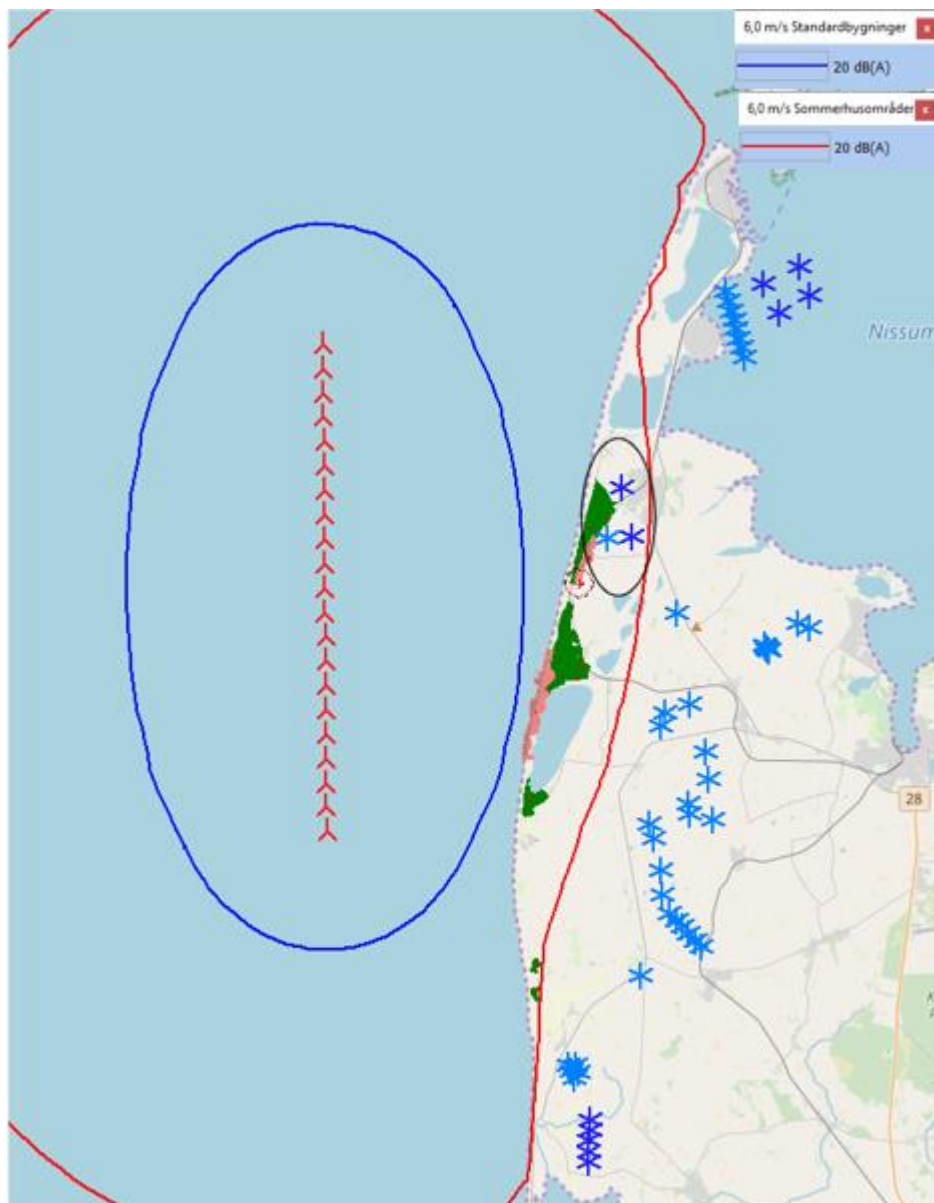 6,0 m/s Standardbygninger
20 dB(A)
6,0 m/s Sommerhusområder
20 dB(A)
Nissum
28